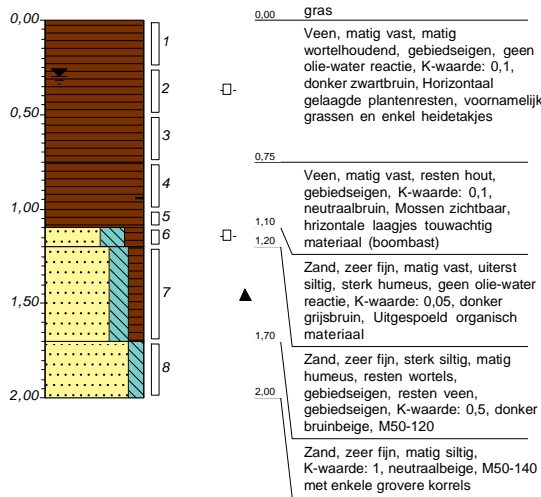 0,00
0,50
1,00
1,50
2,00
1
2
3
4
5
6
7
8
0,00
gras
Veen, matig vast, matig
wortelhoudend, gebiedseigen, geen
olie-water reactie, K-waarde: 0,1,
donker zwartbruin, Horizontaal
gelaagde plantenresten, voornamelijk
grassen en enkel heidetakjes
0,75
Veen, matig vast, resten hout,
gebiedseigen, K-waarde: 0,1,
neutraalbruin, Mossen zichtbaar,
hrizontale laagjes touwachtig
materiaal (boombast)
1,10
1,20
Zand, zeer fijn, matig vast, uiterst
siltig, sterk humeus, geen olie-water
reactie, K-waarde: 0,05, donker
grijsbruin, Uitgespoeld organisch
materiaal
1,70
Zand, zeer fijn, sterk siltig, matig
humeus, resten wortels,
gebiedseigen, resten veen,
gebiedseigen, K-waarde: 0,5, donker
bruinbeige, M50-120
2,00
Zand, zeer fijn, matig siltig,
K-waarde: 1, neutraalbeige, M50-140
met enkele grovere korrels